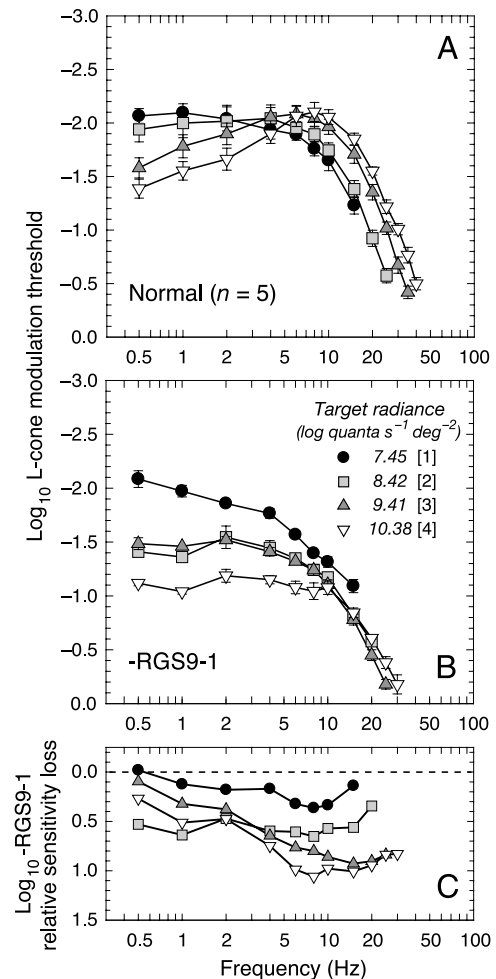 A
−3.0
−2.5
−2.0
−1.5
−1.0
−0.5
0.0
Normal (n = 5)
0.5 1 2 5 10 20 50 100
Log10 L-cone modulation threshold
B
−3.0
−2.5
−2.0
−1.5
−1.0
−0.5
0.0
Target radiance
(log quanta s−1 deg−2)
7.45 [1]
8.42 [2]
9.41 [3]
10.38 [4]
-RGS9-1
0.5 1 2 5 10 20 50 100
C
0.0
0.5
1.0
1.5
Log10 -RGS9-1
relative sensitivity loss
0.5 1 2 5 10 20 50 100
Frequency (Hz)